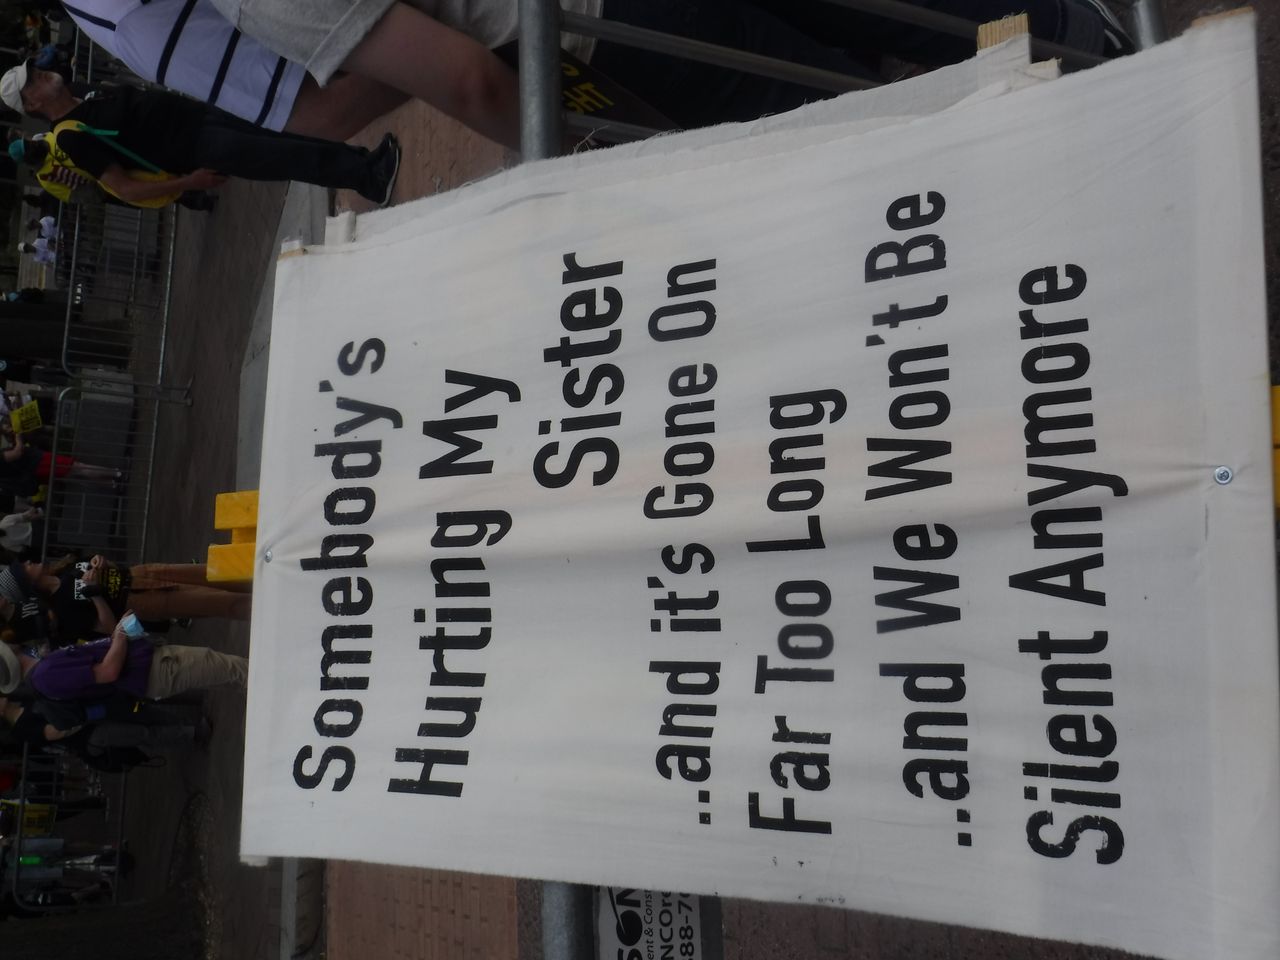 Somebody's
Hurting My
Sister
...and it's Gone On
Far Too Long
...and We Won't Be
Silent Anymore